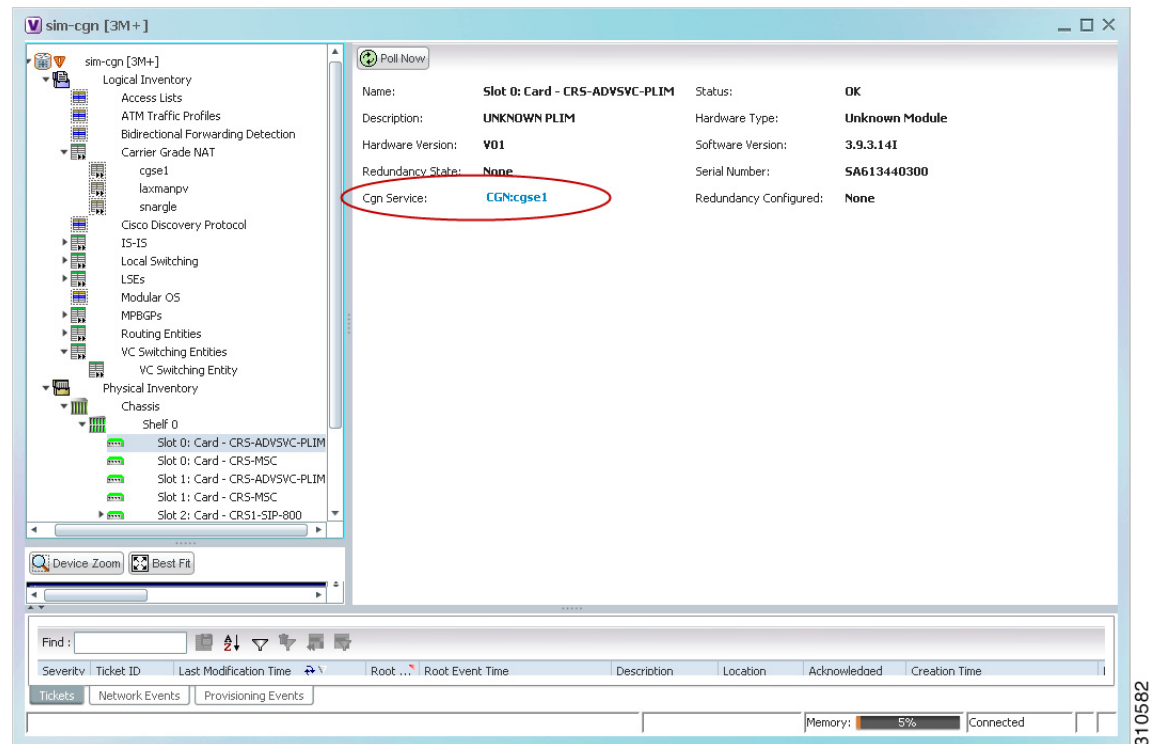 sim-cgn [3M+]
sim-cgn [3M+]
Logical Inventory
Access Lists
ATM Traffic Profiles
Bidirectional Forwarding Detection
Carrier Grade NAT
cgse1
laxmanpv
snargle
Cisco Discovery Protocol
IS-IS
Local Switching
LSEs
Modular OS
MPBGPs
Routing Entities
VC Switching Entities
VC Switching Entity
Physical Inventory
Chassis
Shelf 0
Slot 0: Card - CRS-ADVSVC-PLIM
Slot 0: Card - CRS-MSC
Slot 1: Card - CRS-ADVSVC-PLIM
Slot 1: Card - CRS-MSC
Slot 2: Card - CRS1-SIP-800
Device Zoom Best Fit
Poll Now
Name: Slot 0: Card - CRS-ADVSVC-PLIM Status: OK
Description: UNKNOWN PLIM Hardware Type: Unknown Module
Hardware Version: V01 Software Version: 3.9.3.14I
Redundancy State: None Serial Number: SA613440300
Cgn Service: CGN:cgse1 Redundancy Configured: None
Find :
Severity Ticket ID Last Modification Time Root ... Root Event Time Description Location Acknowledged Creation Time
Tickets Network Events Provisioning Events
Memory: 5% Connected
310582